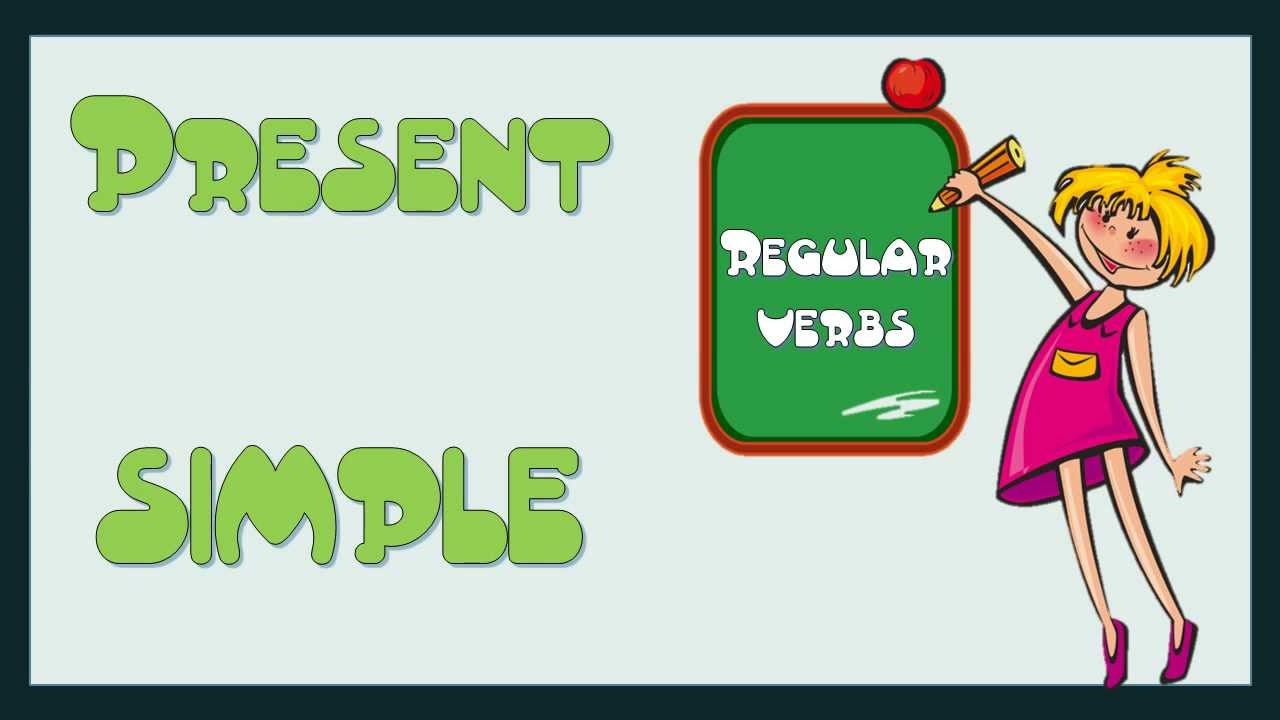 Present
simple
Regular
verbs